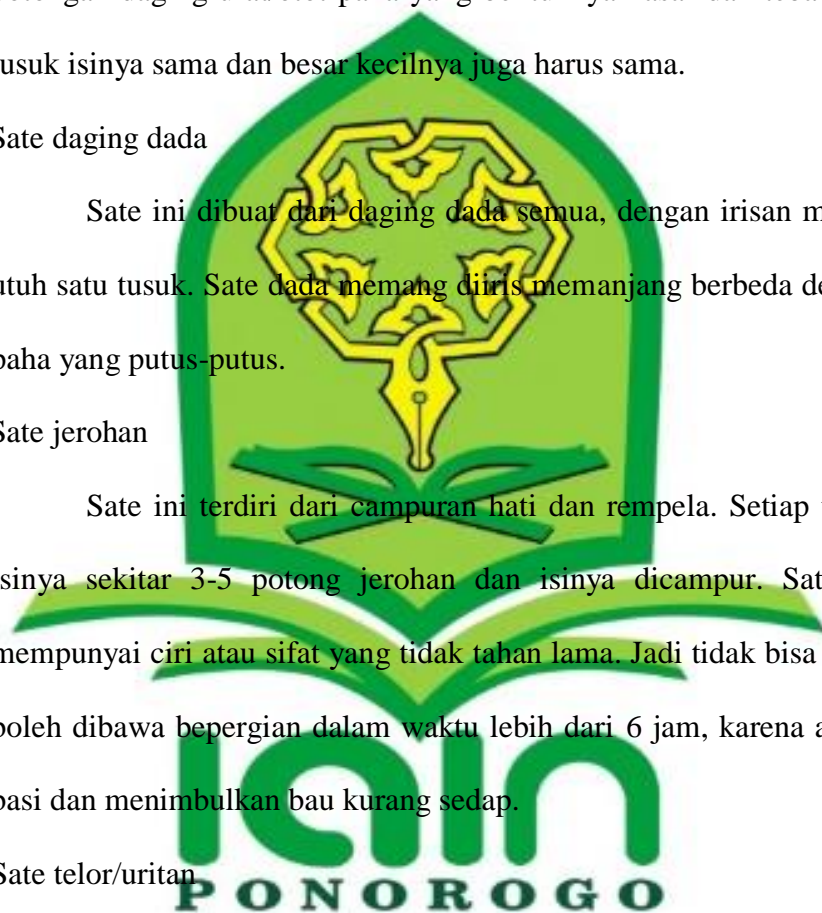 usuk isinya sama dan besar kecilnya juga harus sama.
Sate daging dada
Sate ini dibuat dari daging dada semua, dengan irisan m
utuh satu tusuk. Sate dada memang diiris memanjang berbeda de
paha yang putus-putus.
Sate jerohan
Sate ini terdiri dari campuran hati dan rempela. Setiap
isinya sekitar 3-5 potong jerohan dan isinya dicampur. Sat
mempunyai ciri atau sifat yang tidak tahan lama. Jadi tidak bisa
boleh dibawa bepergian dalam waktu lebih dari 6 jam, karena a
basi dan menimbulkan bau kurang sedap.
Sate telor/uritan
iain
PONOROGO